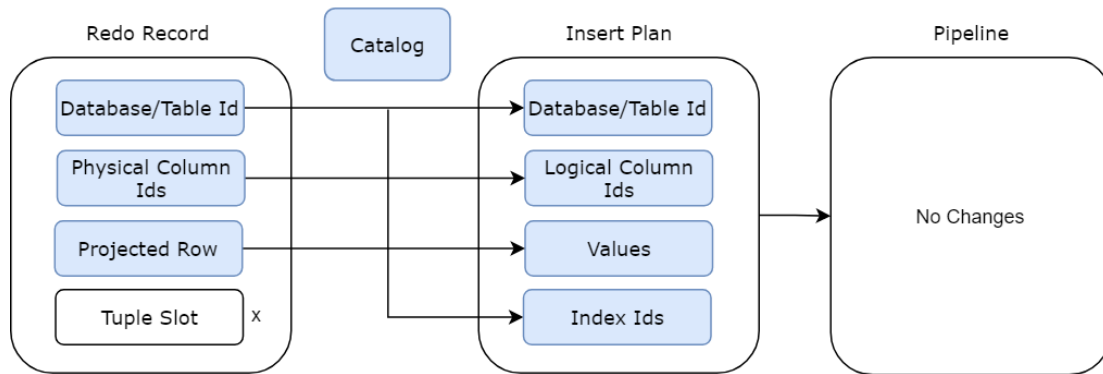 Redo Record
Catalog
Insert Plan
Pipeline
Database/Table Id
Database/Table Id
Physical Column
Ids
Logical Column
Ids
Projected Row
Values
No Changes
Tuple Slot
x
Index Ids